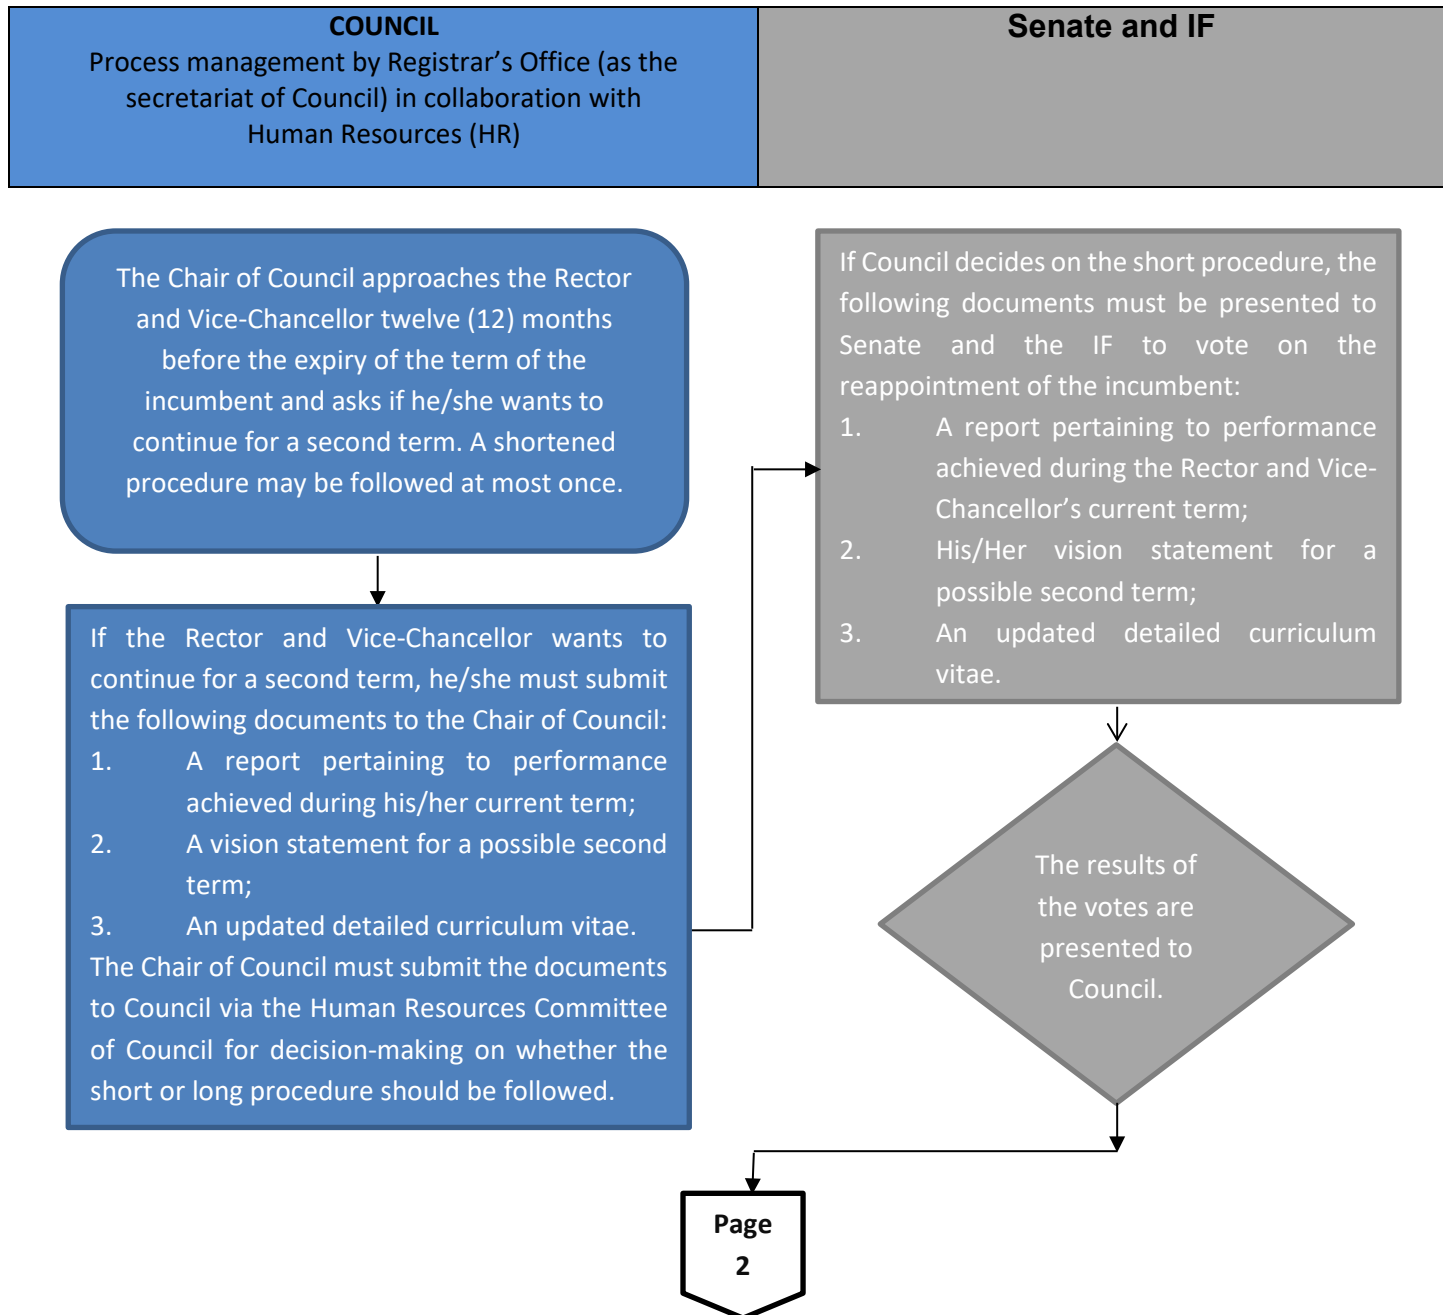 COUNCIL
Process management by Registrar’s Office (as the
secretariat of Council) in collaboration with
Human Resources (HR)
Senate and IF
The Chair of Council approaches the Rector
and Vice-Chancellor twelve (12) months
before the expiry of the term of the
incumbent and asks if he/she wants to
continue for a second term. A shortened
procedure may be followed at most once.
If the Rector and Vice-Chancellor wants to
continue for a second term, he/she must submit
the following documents to the Chair of Council:
1. A report pertaining to performance
achieved during his/her current term;
2. A vision statement for a possible second
term;
3. An updated detailed curriculum vitae.
The Chair of Council must submit the documents
to Council via the Human Resources Committee
of Council for decision-making on whether the
short or long procedure should be followed.
If Council decides on the short procedure, the
following documents must be presented to
Senate and the IF to vote on the
reappointment of the incumbent:
1. A report pertaining to performance
achieved during the Rector and Vice-
Chancellor’s current term;
2. His/Her vision statement for a
possible second term;
3. An updated detailed curriculum
vitae.
The results of
the votes are
presented to
Council.
Page
2